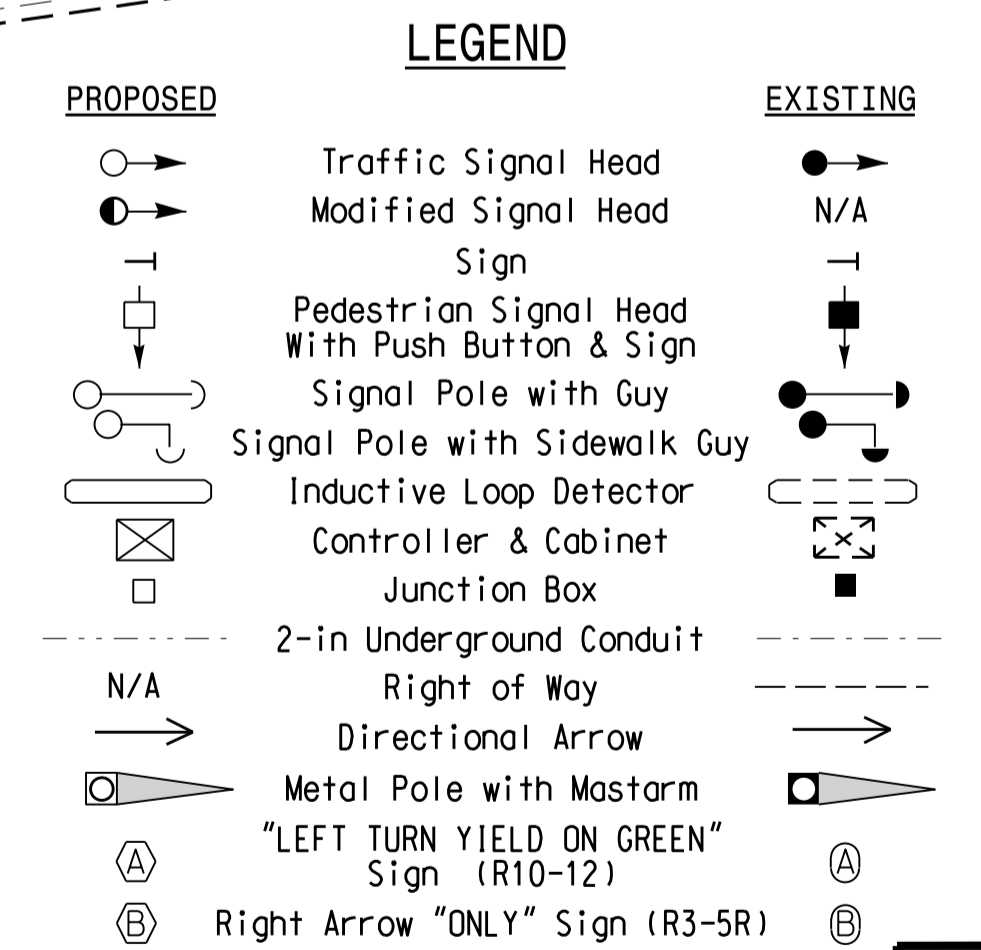 LEGEND
PROPOSED EXISTING
Traffic Signal Head
Modified Signal Head N/A
Sign
Pedestrian Signal Head
With Push Button & Sign
Signal Pole with Guy
Signal Pole with Sidewalk Guy
Inductive Loop Detector
Controller & Cabinet
x
Junction Box
2-in Underground Conduit
N/A Right of Way
Directional Arrow
Metal Pole with Mastarm
"LEFT TURN YIELD ON GREEN"
A Sign (R10-12) A
B Right Arrow "ONLY" Sign (R3-5R) B